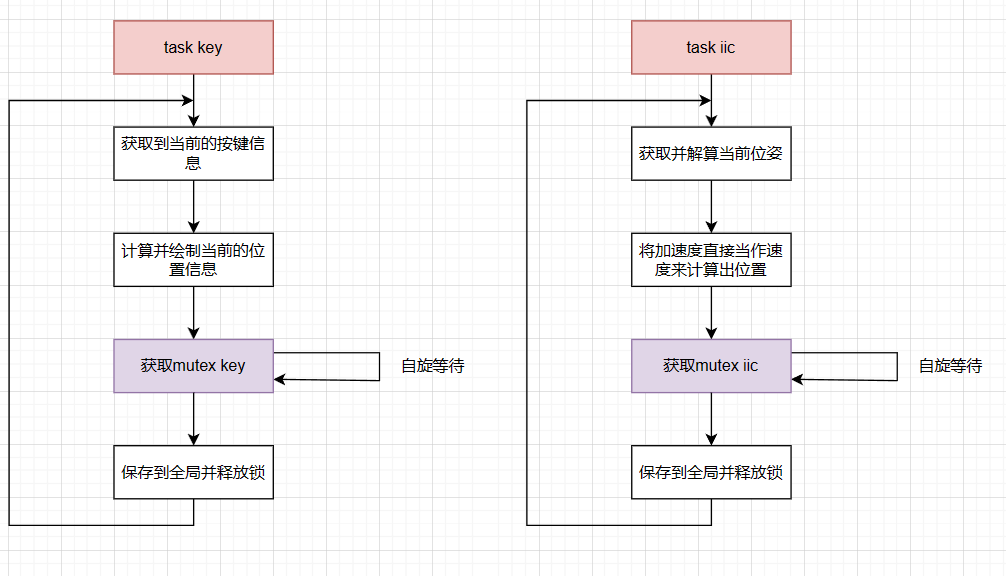 task key
获取到当前的按键信
息
计算并绘制当前的位
置信息
获取mutex key
自旋等待
保存到全局并释放锁
task iic
获取并解算当前位姿
将加速度直接当作速
度来计算出位置
获取mutex iic
自旋等待
保存到全局并释放锁